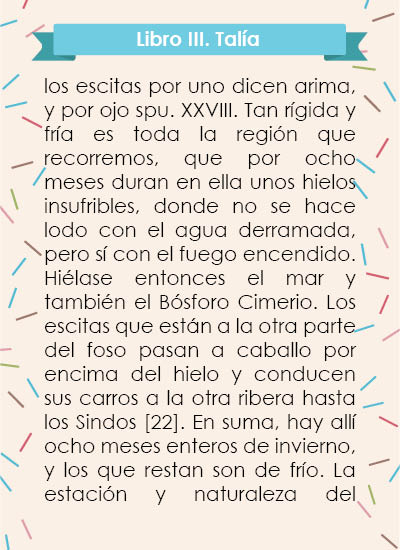 Libro III. Talía
los escitas por uno dicen arima,
y por ojo spu. XXVIII. Tan rígida y
fría es toda la región que
recorremos, que por ocho
meses duran en ella unos hielos
insufribles, donde no se hace
lodo con el agua derramada,
pero sí con el fuego encendido.
Hiélase entonces el mar y
también el Bósforo Cimerio. Los
escitas que están a la otra parte
del foso pasan a caballo por
encima del hielo y conducen
sus carros a la otra ribera hasta
los Sindos [22]. En suma, hay allí
ocho meses enteros de invierno,
y los que restan son de frío. La
estación y naturaleza del